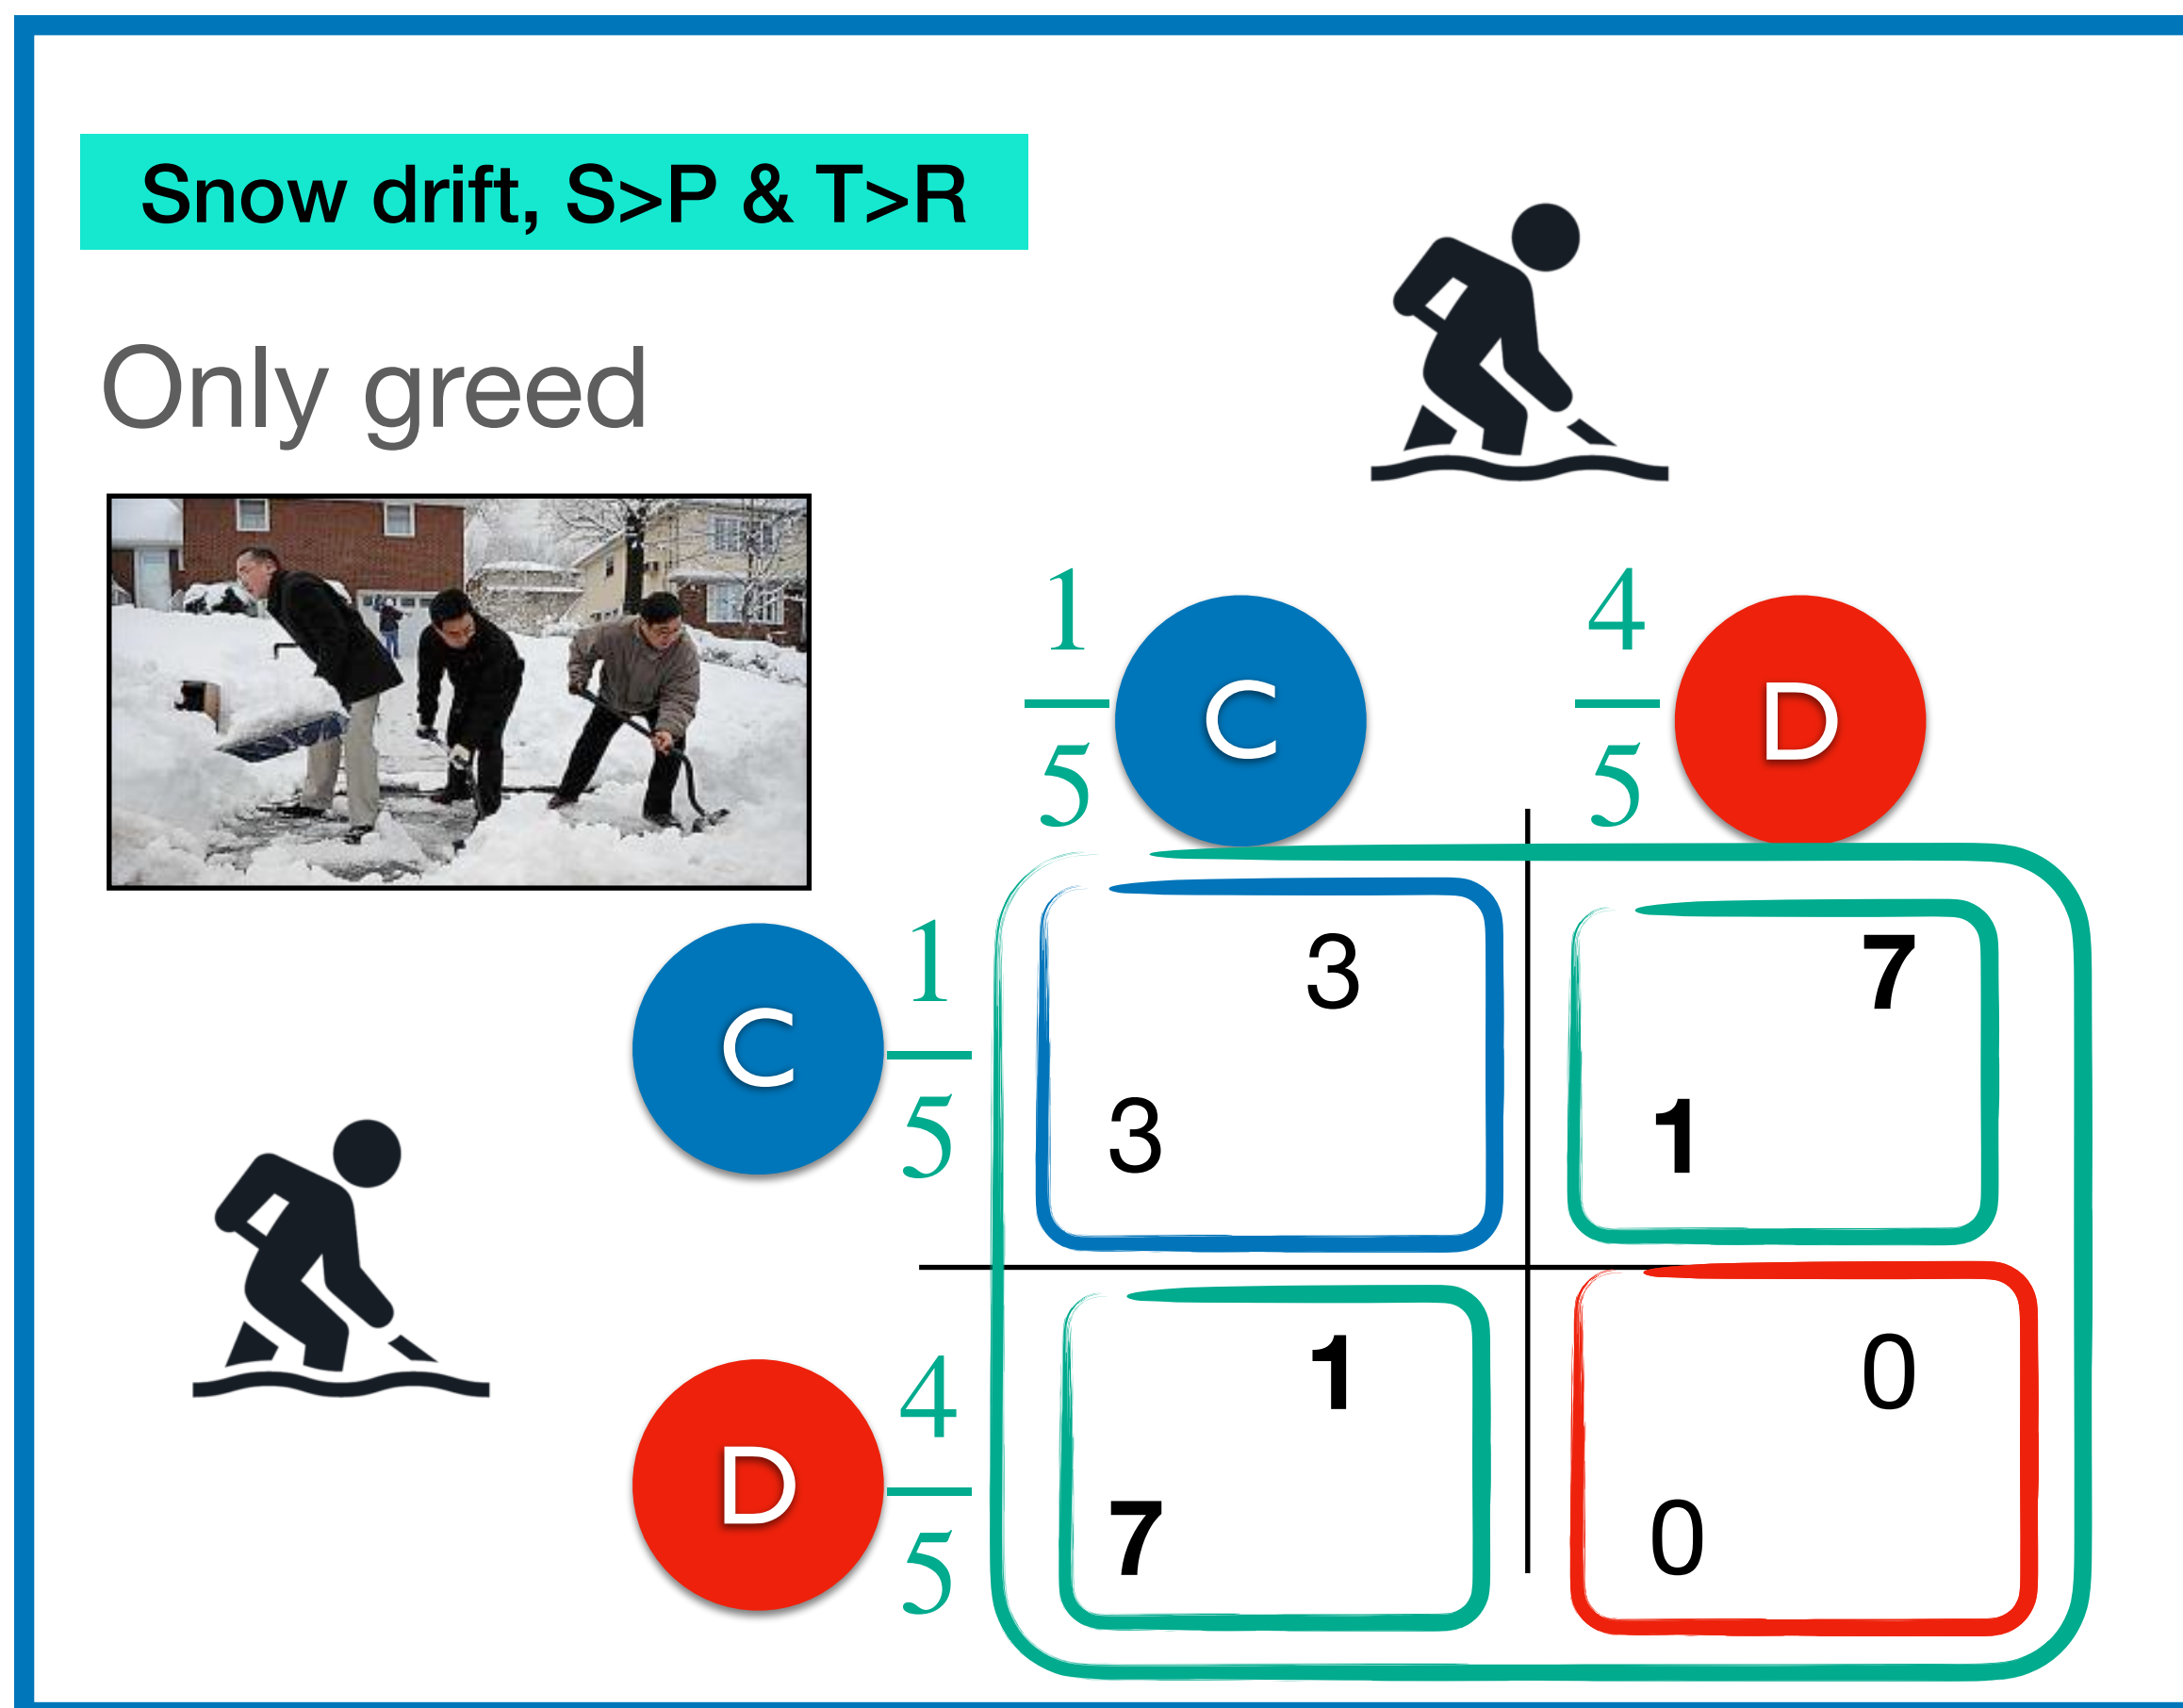 Snow drift, S>P & T>R
Only greed
1/5 C 4/5 D
C 1/5
3 7
3 1
D 4/5
1 0
7 0